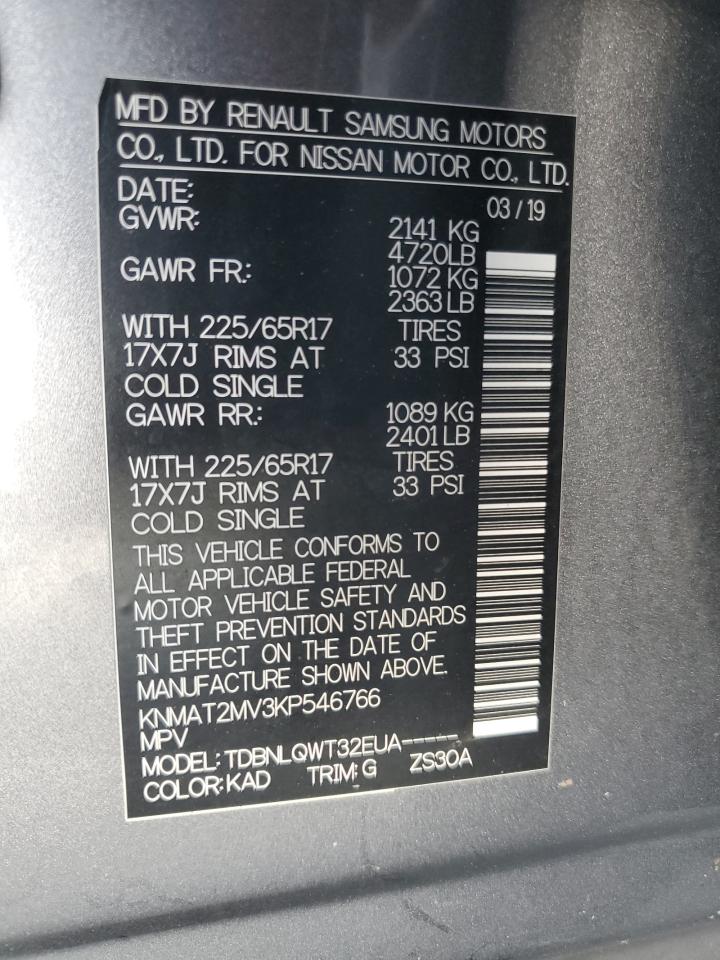 MFD BY RENAULT SAMSUNG MOTORS
CO., LTD. FOR NISSAN MOTOR CO., LTD.
DATE: 03 / 19
GVWR: 2141 KG
4720LB
GAWR FR.: 1072 KG
2363 LB
WITH 225/65R17 TIRES
17X7J RIMS AT 33 PSI
COLD SINGLE
GAWR RR.: 1089 KG
2401 LB
WITH 225/65R17 TIRES
17X7J RIMS AT 33 PSI
COLD SINGLE
THIS VEHICLE CONFORMS TO
ALL APPLICABLE FEDERAL
MOTOR VEHICLE SAFETY AND
THEFT PREVENTION STANDARDS
IN EFFECT ON THE DATE OF
MANUFACTURE SHOWN ABOVE.
KNMAT2MV3KP546766
MPV
MODEL: TDBNLQWT32EUA-----
COLOR: KAD TRIM: G ZS30A